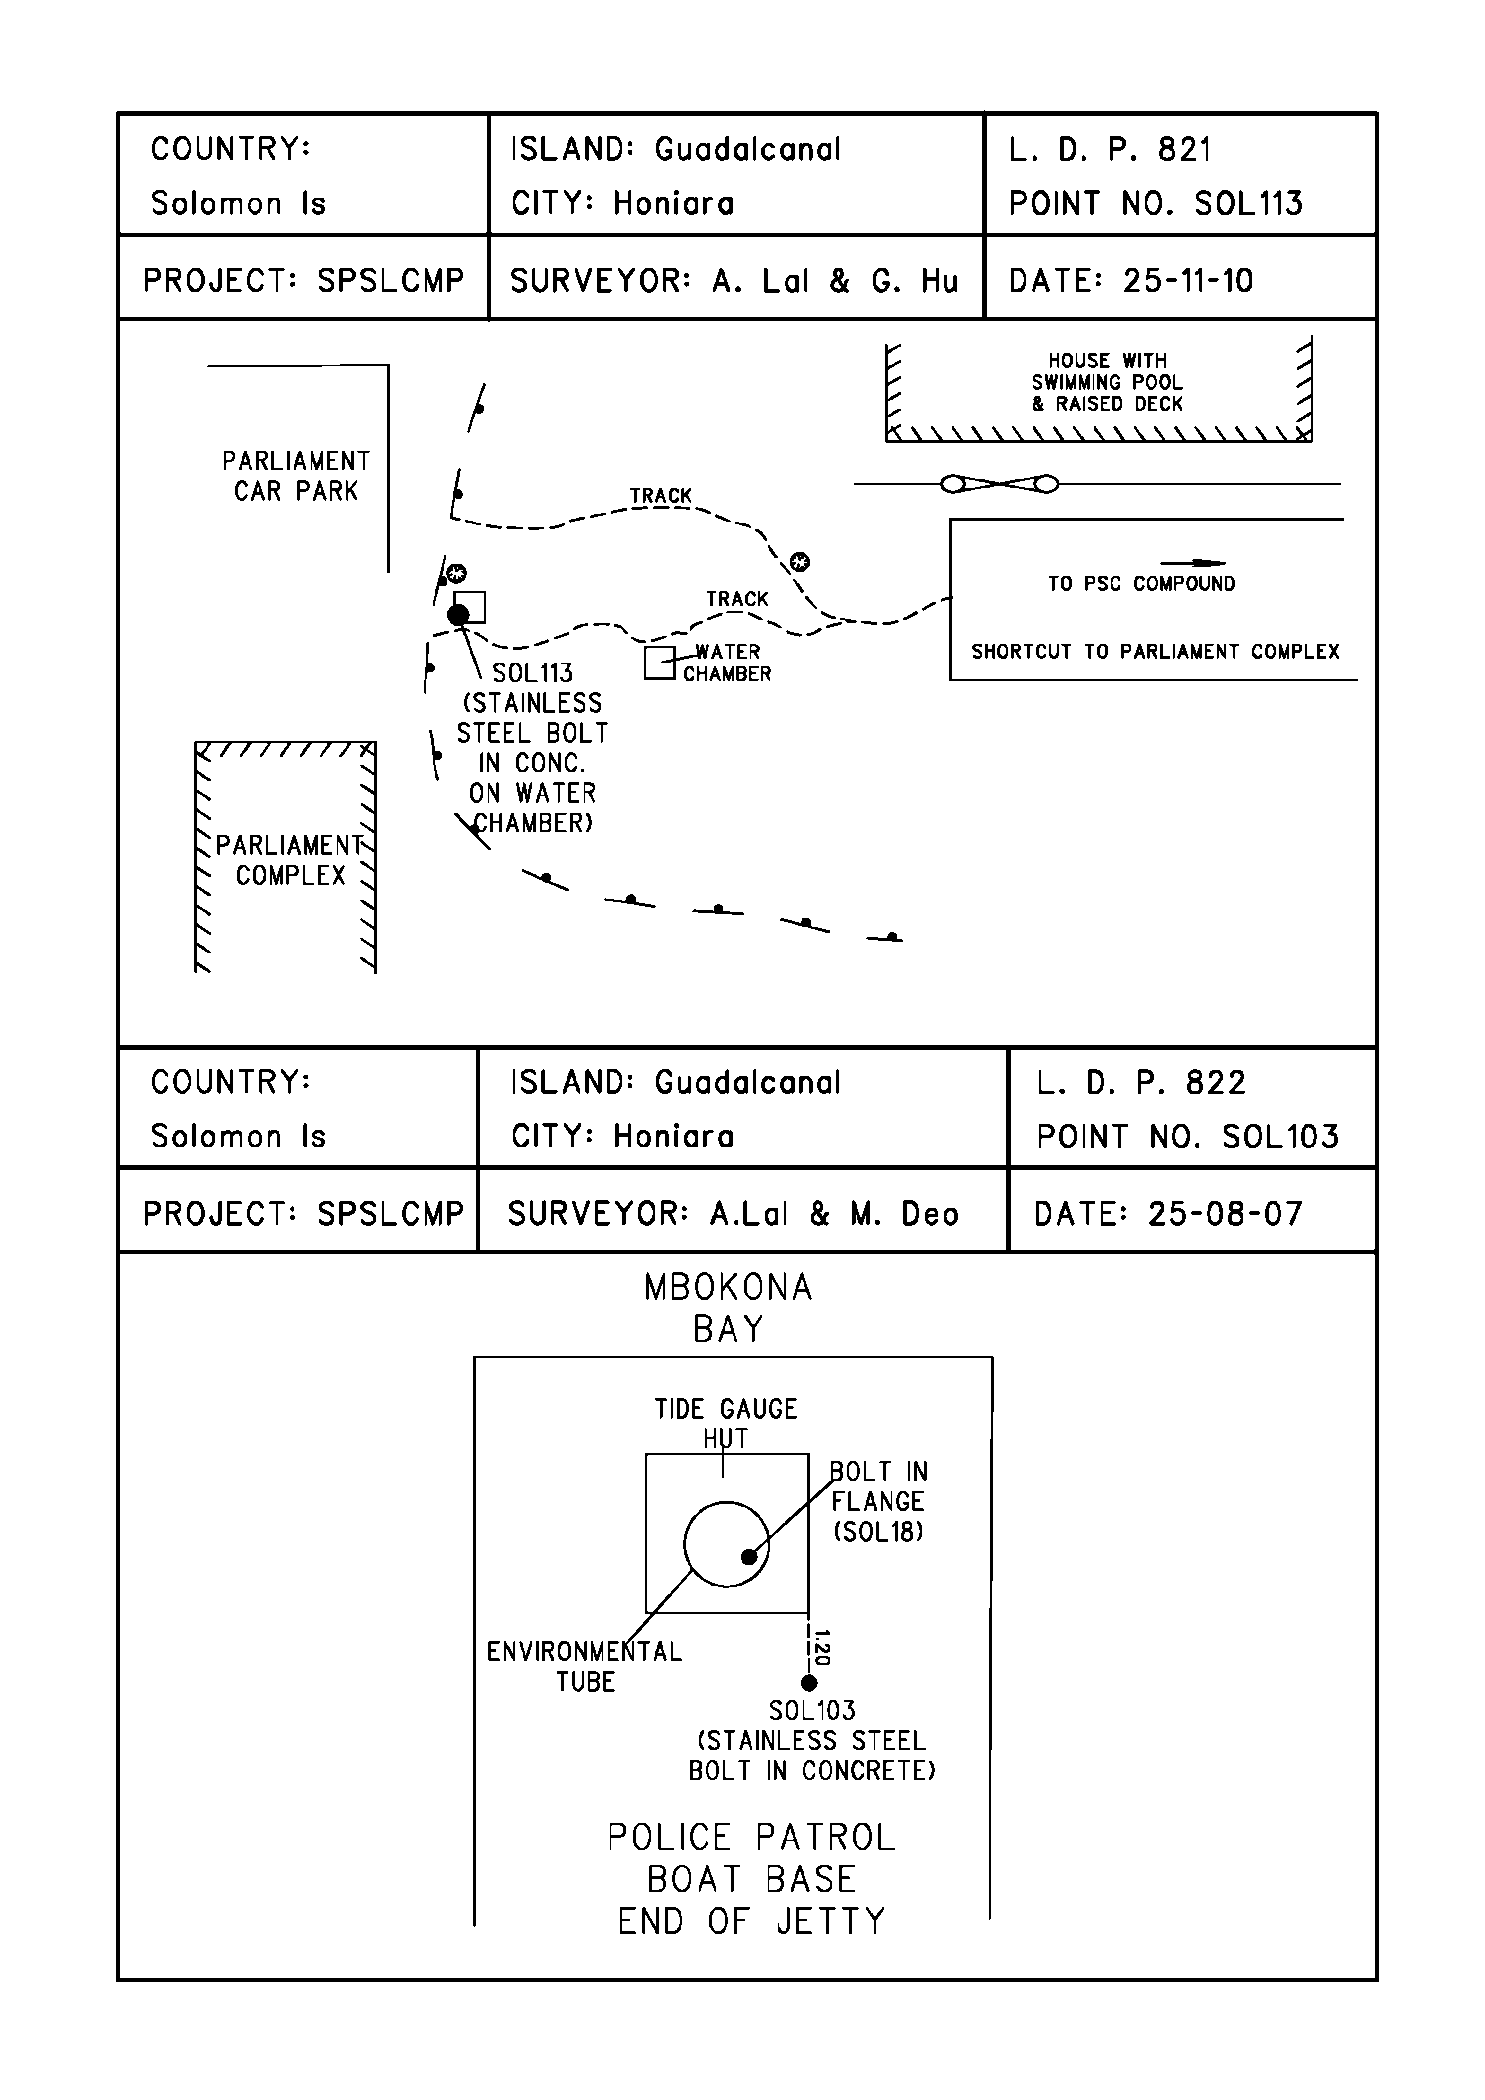 COUNTRY:
Solomon Is
ISLAND: Guadalcanal
CITY: Honiara
L. D. P. 821
POINT NO. SOL113
PROJECT: SPSLCMP
SURVEYOR: A. Lal & G. Hu
DATE: 25-11-10
HOUSE WITH
SWIMMING POOL
& RAISED DECK
PARLIAMENT
CAR PARK
TRACK
TO PSC COMPOUND
TRACK
SHORTCUT TO PARLIAMENT COMPLEX
WATER
CHAMBER
SOL113
(STAINLESS
STEEL BOLT
IN CONC.
ON WATER
CHAMBER)
PARLIAMENT
COMPLEX
COUNTRY:
Solomon Is
ISLAND: Guadalcanal
CITY: Honiara
L. D. P. 822
POINT NO. SOL103
PROJECT: SPSLCMP
SURVEYOR: A.Lal & M. Deo
DATE: 25-08-07
MBOKONA
BAY
TIDE GAUGE
HUT
BOLT IN
FLANGE
(SOL18)
ENVIRONMENTAL
TUBE
1.20
SOL103
(STAINLESS STEEL
BOLT IN CONCRETE)
POLICE PATROL
BOAT BASE
END OF JETTY